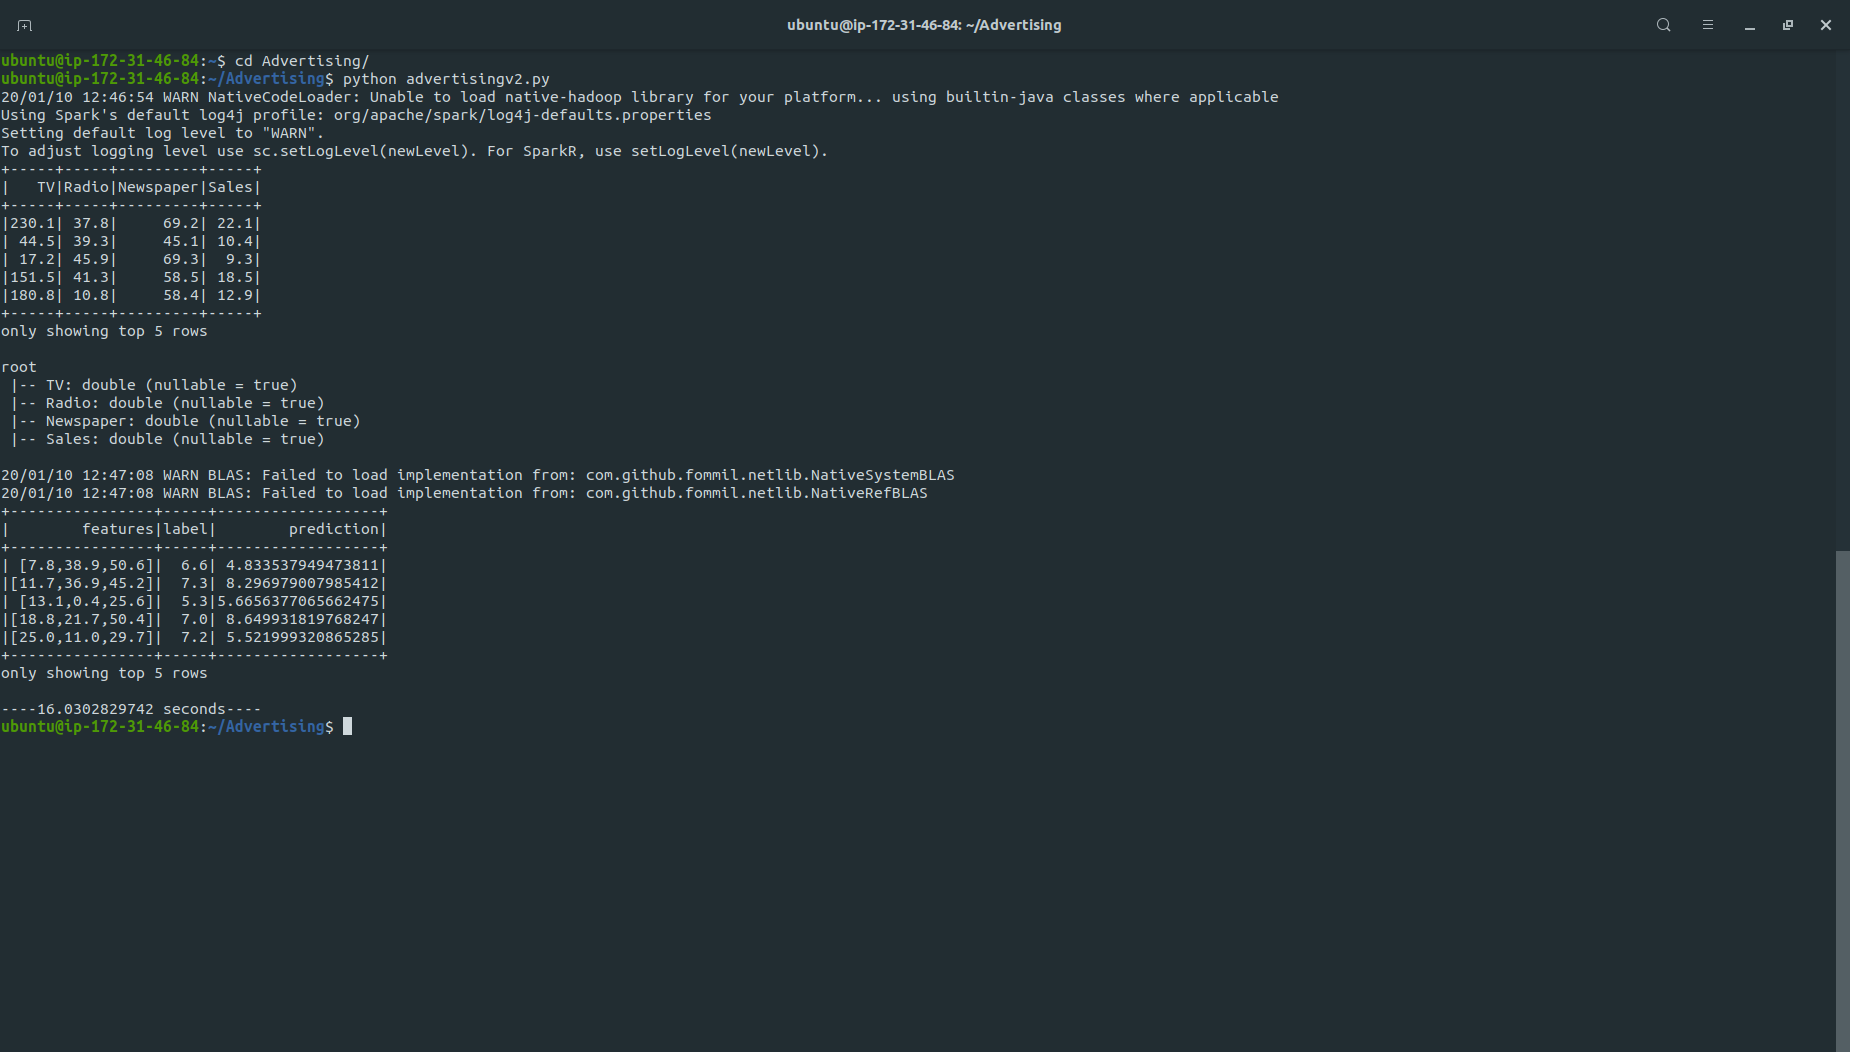 ubuntu@ip-172-31-46-84: ~/Advertising
ubuntu@ip-172-31-46-84:~$ cd Advertising/
ubuntu@ip-172-31-46-84:~/Advertising$ python advertisingv2.py
20/01/10 12:46:54 WARN NativeCodeLoader: Unable to load native-hadoop library for your platform... using builtin-java classes where applicable
Using Spark's default log4j profile: org/apache/spark/log4j-defaults.properties
Setting default log level to "WARN".
To adjust logging level use sc.setLogLevel(newLevel). For SparkR, use setLogLevel(newLevel).
+-----+-----+---------+-----+
|   TV|Radio|Newspaper|Sales|
+-----+-----+---------+-----+
|230.1| 37.8|     69.2| 22.1|
| 44.5| 39.3|     45.1| 10.4|
| 17.2| 45.9|     69.3|  9.3|
|151.5| 41.3|     58.5| 18.5|
|180.8| 10.8|     58.4| 12.9|
+-----+-----+---------+-----+
only showing top 5 rows

root
 |-- TV: double (nullable = true)
 |-- Radio: double (nullable = true)
 |-- Newspaper: double (nullable = true)
 |-- Sales: double (nullable = true)

20/01/10 12:47:08 WARN BLAS: Failed to load implementation from: com.github.fommil.netlib.NativeSystemBLAS
20/01/10 12:47:08 WARN BLAS: Failed to load implementation from: com.github.fommil.netlib.NativeRefBLAS
+----------------+-----+------------------+
|        features|label|        prediction|
+----------------+-----+------------------+
| [7.8,38.9,50.6]|  6.6| 4.833537949473811|
|[11.7,36.9,45.2]|  7.3| 8.296979007985412|
| [13.1,0.4,25.6]|  5.3|5.6656377065662475|
|[18.8,21.7,50.4]|  7.0| 8.649931819768247|
|[25.0,11.0,29.7]|  7.2| 5.521999320865285|
+----------------+-----+------------------+
only showing top 5 rows

----16.0302829742 seconds----
ubuntu@ip-172-31-46-84:~/Advertising$